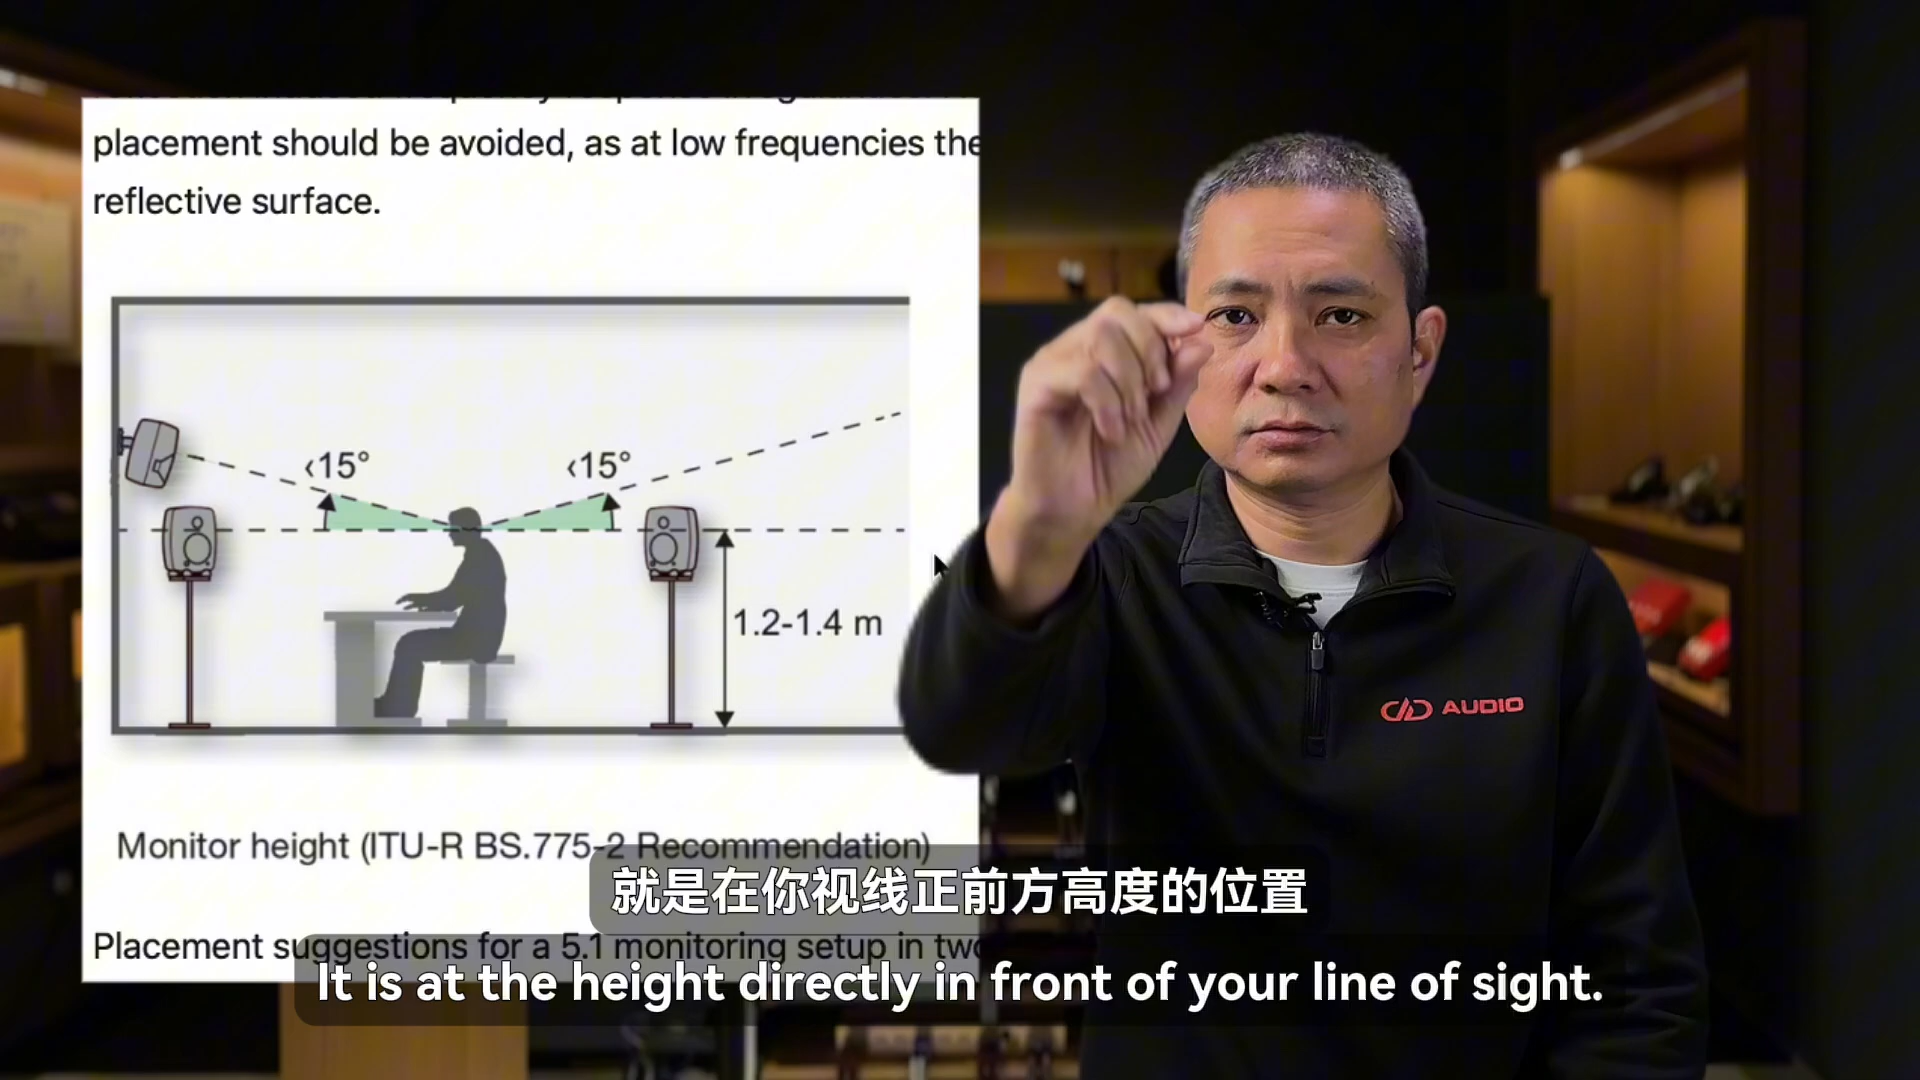 placement should be avoided, as at low frequencies the
reflective surface.
‹15°
‹15°
1.2-1.4 m
Monitor height (ITU-R BS.775-2 Recommendation)
Placement suggestions for a 5.1 monitoring setup in two
AUDIO
就是在你视线正前方高度的位置
It is at the height directly in front of your line of sight.